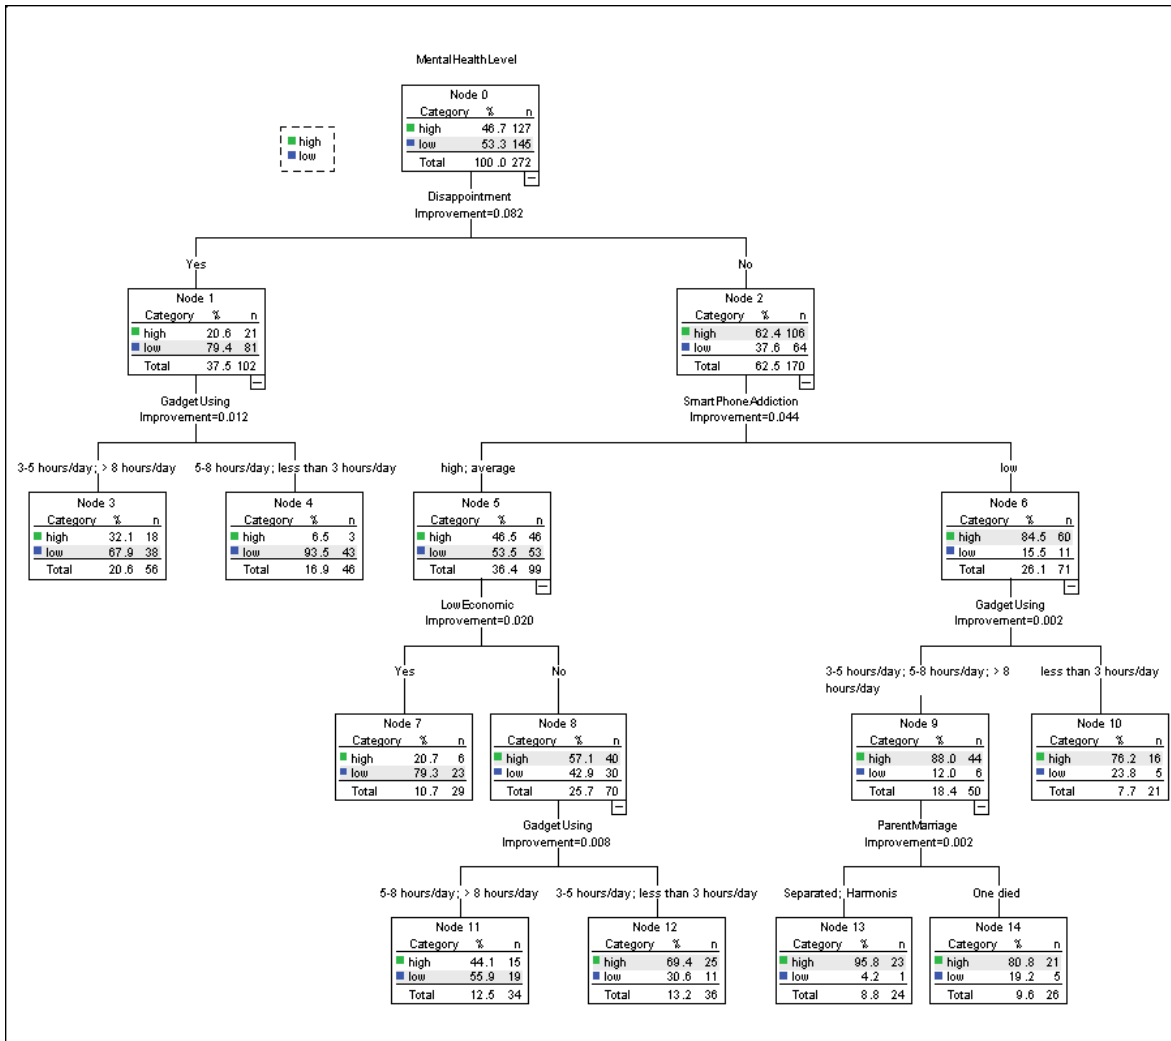 MentalHealthLevel
Node 0
Category % n
high 46.7 127
low 53.3 145
Total 100.0 272
high
low
Disappointment
Improvement=0.082
Yes
No
Node 1
Category % n
high 20.6 21
low 79.4 81
Total 37.5 102
Node 2
Category % n
high 62.4 106
low 37.6 64
Total 62.5 170
GadgetUsing
Improvement=0.012
SmartPhoneAddiction
Improvement=0.044
3-5 hours/day; > 8 hours/day
5-8 hours/day; less than 3 hours/day
high; average
low
Node 3
Category % n
high 32.1 18
low 67.9 38
Total 20.6 56
Node 4
Category % n
high 6.5 3
low 93.5 43
Total 16.9 46
Node 5
Category % n
high 46.5 46
low 53.5 53
Total 36.4 99
Node 6
Category % n
high 84.5 60
low 15.5 11
Total 26.1 71
LowEconomic
Improvement=0.020
GadgetUsing
Improvement=0.002
Yes
No
3-5 hours/day; 5-8 hours/day; > 8
hours/day
less than 3 hours/day
Node 7
Category % n
high 20.7 6
low 79.3 23
Total 10.7 29
Node 8
Category % n
high 57.1 40
low 42.9 30
Total 25.7 70
Node 9
Category % n
high 88.0 44
low 12.0 6
Total 18.4 50
Node 10
Category % n
high 76.2 16
low 23.8 5
Total 7.7 21
GadgetUsing
Improvement=0.008
ParentMarriage
Improvement=0.002
5-8 hours/day; > 8 hours/day
3-5 hours/day; less than 3 hours/day
Separated; Harmonis
One died
Node 11
Category % n
high 44.1 15
low 55.9 19
Total 12.5 34
Node 12
Category % n
high 69.4 25
low 30.6 11
Total 13.2 36
Node 13
Category % n
high 95.8 23
low 4.2 1
Total 8.8 24
Node 14
Category % n
high 80.8 21
low 19.2 5
Total 9.6 26